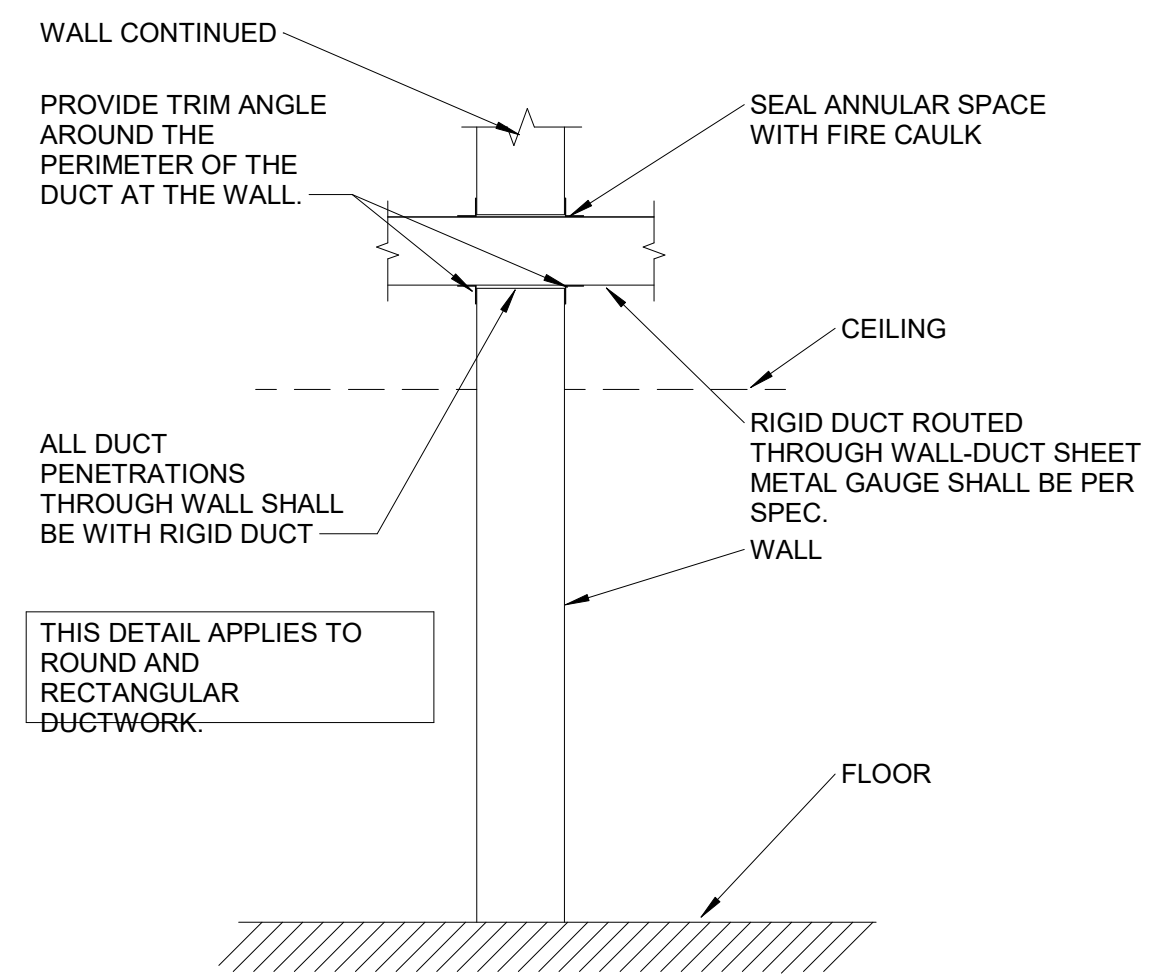 WALL CONTINUED
PROVIDE TRIM ANGLE
AROUND THE
PERIMETER OF THE
DUCT AT THE WALL.
SEAL ANNULAR SPACE
WITH FIRE CAULK
CEILING
ALL DUCT
PENETRATIONS
THROUGH WALL SHALL
BE WITH RIGID DUCT
RIGID DUCT ROUTED
THROUGH WALL-DUCT SHEET
METAL GAUGE SHALL BE PER
SPEC.
WALL
THIS DETAIL APPLIES TO
ROUND AND
RECTANGULAR
DUCTWORK.
FLOOR